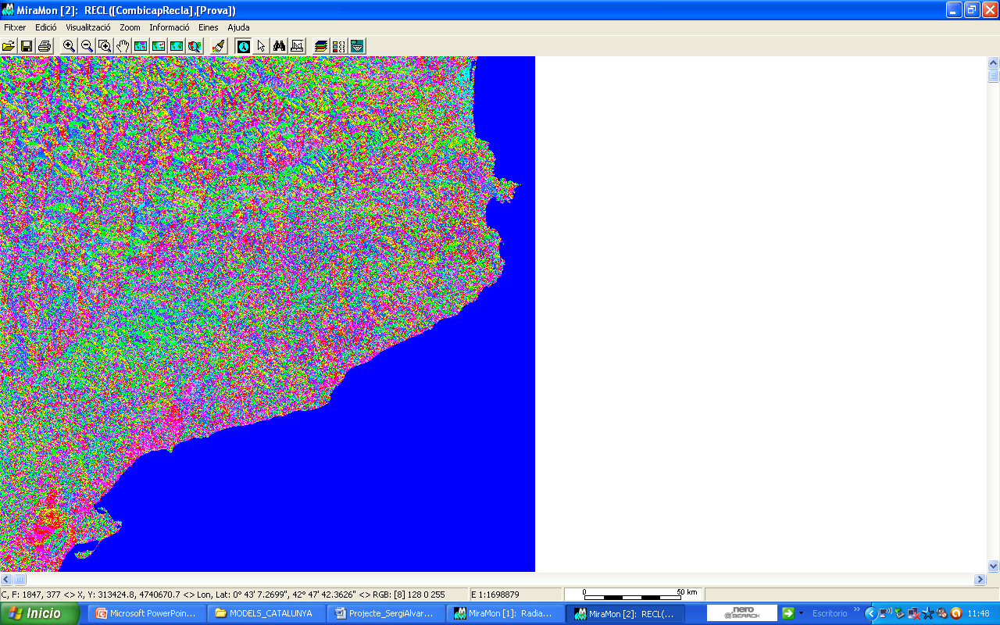 MiraMon [2]: RECL([CombicapRecla],[Prova])
Fitxer Edició Visualització Zoom Informació Eines Ajuda
0 50 km
C, F: 1847, 377 <> X, Y: 313424.8, 4740670.7 <> Lon, Lat: 0° 43' 7.2699", 42° 47' 42.3626" <> RGB: [8] 128 0 255 E 1:1698879
Inicio Microsoft PowerPoin... MODELS_CATALUNYA Projecte_SergiAlvar... MiraMon [1]: Radia... MiraMon [2]: RECL(... nero SEARCH Escritorio » 11:48